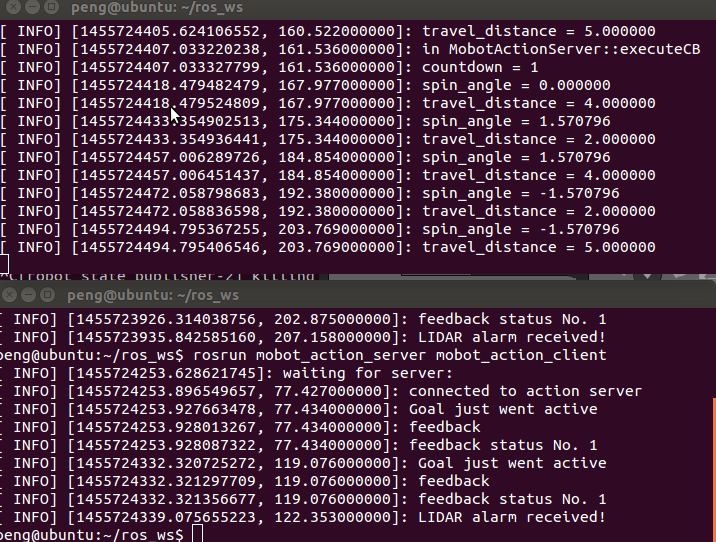 peng@ubuntu: ~/ros_ws
[ INFO] [1455724405.624106552, 160.522000000]: travel_distance = 5.000000
[ INFO] [1455724407.033220238, 161.536000000]: in MobotActionServer::executeCB
[ INFO] [1455724407.033327799, 161.536000000]: countdown = 1
[ INFO] [1455724418.479482479, 167.977000000]: spin_angle = 0.000000
[ INFO] [1455724418.479524809, 167.977000000]: travel_distance = 4.000000
[ INFO] [1455724433.354902513, 175.344000000]: spin_angle = 1.570796
[ INFO] [1455724433.354936441, 175.344000000]: travel_distance = 2.000000
[ INFO] [1455724457.006289726, 184.854000000]: spin_angle = 1.570796
[ INFO] [1455724457.006451437, 184.854000000]: travel_distance = 4.000000
[ INFO] [1455724472.058798683, 192.380000000]: spin_angle = -1.570796
[ INFO] [1455724472.058836598, 192.380000000]: travel_distance = 2.000000
[ INFO] [1455724494.795367255, 203.769000000]: spin_angle = -1.570796
[ INFO] [1455724494.795406546, 203.769000000]: travel_distance = 5.000000
^C[robot_state_publisher-2] killing
peng@ubuntu: ~/ros_ws
[ INFO] [1455723926.314038756, 202.875000000]: feedback status No. 1
[ INFO] [1455723935.842585160, 207.158000000]: LIDAR alarm received!
peng@ubuntu:~/ros_ws$ rosrun mobot_action_server mobot_action_client
[ INFO] [1455724253.628621745]: waiting for server:
[ INFO] [1455724253.896549657, 77.427000000]: connected to action server
[ INFO] [1455724253.927663478, 77.434000000]: Goal just went active
[ INFO] [1455724253.928013267, 77.434000000]: feedback
[ INFO] [1455724253.928087322, 77.434000000]: feedback status No. 1
[ INFO] [1455724332.320725272, 119.076000000]: Goal just went active
[ INFO] [1455724332.321297709, 119.076000000]: feedback
[ INFO] [1455724332.321356677, 119.076000000]: feedback status No. 1
[ INFO] [1455724339.075655223, 122.353000000]: LIDAR alarm received!
peng@ubuntu:~/ros_ws$